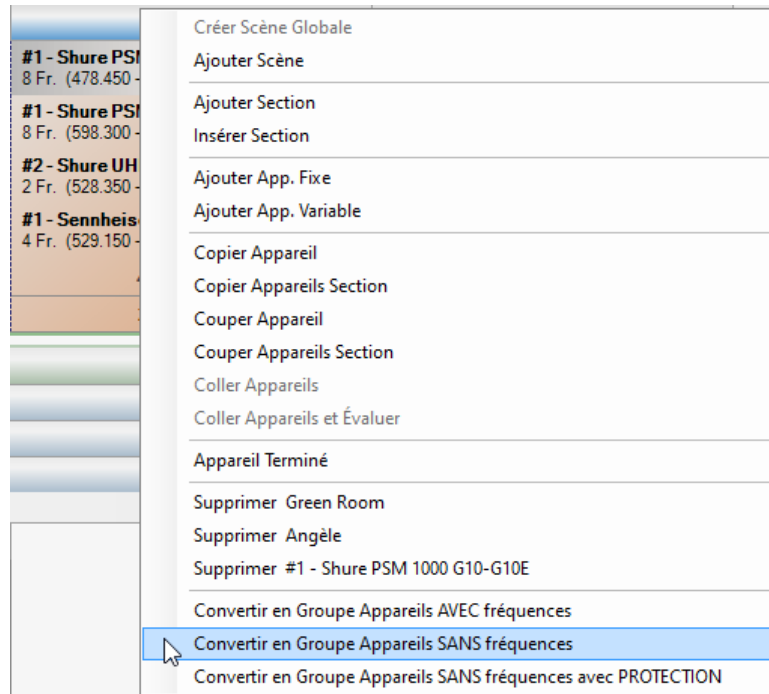 #1 - Shure PSM
8 Fr. (478.450 -
#1 - Shure PSM
8 Fr. (598.300 -
#2 - Shure UH
2 Fr. (528.350 -
#1 - Sennheis
4 Fr. (529.150 -
Créer Scène Globale
Ajouter Scène
Ajouter Section
Insérer Section
Ajouter App. Fixe
Ajouter App. Variable
Copier Appareil
Copier Appareils Section
Couper Appareil
Couper Appareils Section
Coller Appareils
Coller Appareils et Évaluer
Appareil Terminé
Supprimer Green Room
Supprimer Angèle
Supprimer #1 - Shure PSM 1000 G10-G10E
Convertir en Groupe Appareils AVEC fréquences
Convertir en Groupe Appareils SANS fréquences
Convertir en Groupe Appareils SANS fréquences avec PROTECTION